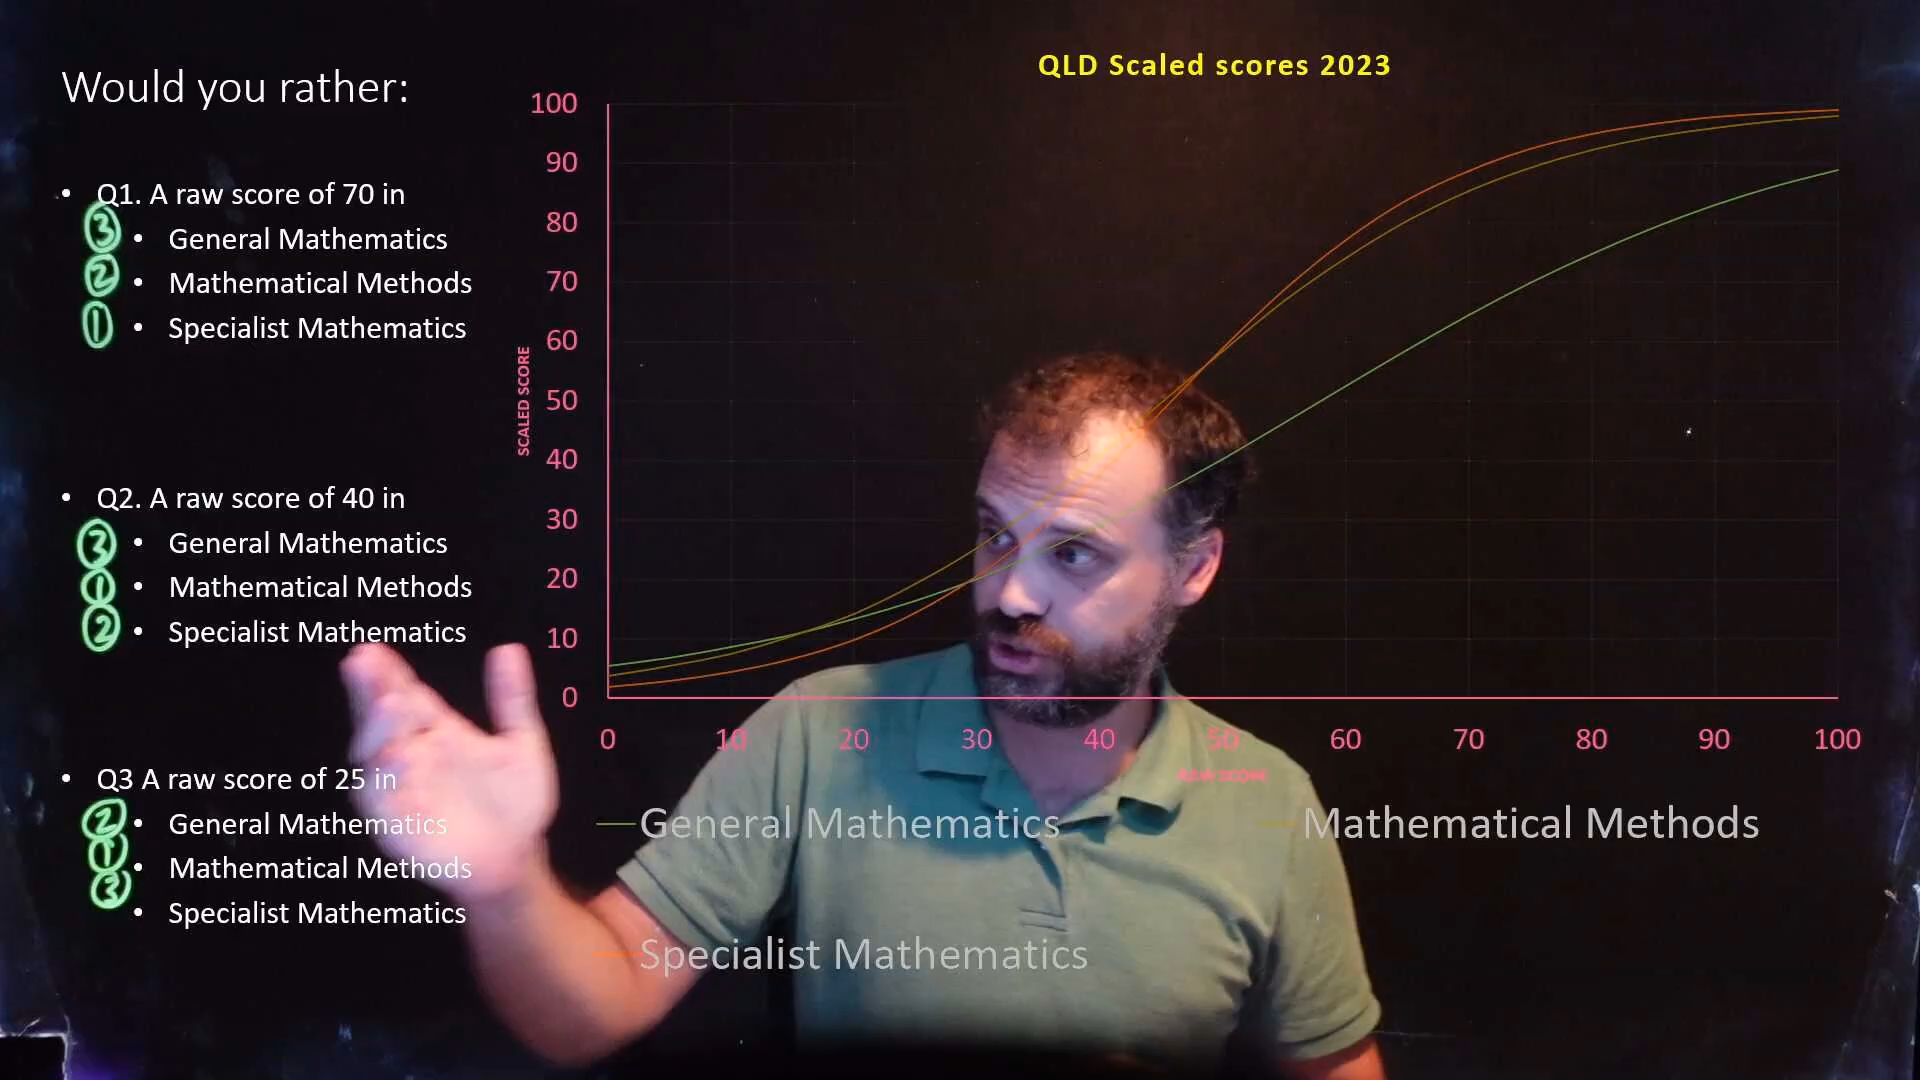 Would you rather:
• Q1. A raw score of 70 in
③ • General Mathematics
② • Mathematical Methods
① • Specialist Mathematics
• Q2. A raw score of 40 in
③ • General Mathematics
① • Mathematical Methods
② • Specialist Mathematics
• Q3 A raw score of 25 in
② • General Mathematics
① • Mathematical Methods
③ • Specialist Mathematics
QLD Scaled scores 2023
100
90
80
70
60
50
40
30
20
10
0
SCALED SCORE
0 10 20 30 40 50 60 70 80 90 100
RAW SCORE
General Mathematics
Mathematical Methods
Specialist Mathematics